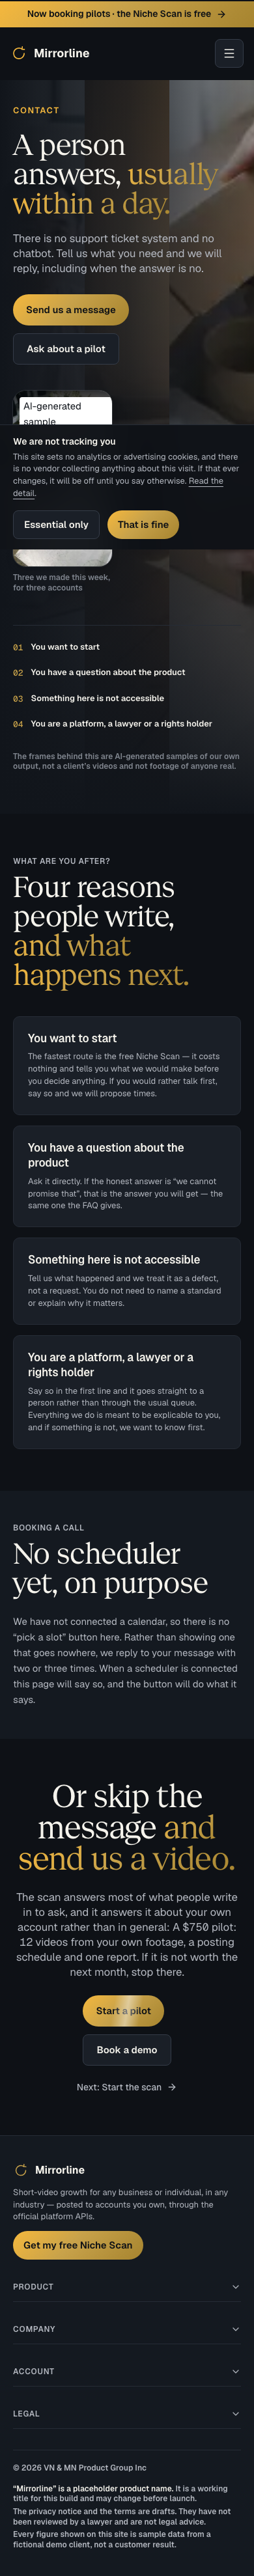 Now booking pilots · the Niche Scan is free →
Mirrorline
CONTACT
A person
answers, usually
within a day.
There is no support ticket system and no
chatbot. Tell us what you need and we will
reply, including when the answer is no.
Send us a message
Ask about a pilot
AI-generated
sample
We are not tracking you
This site sets no analytics or advertising cookies, and there
is no vendor collecting anything about this visit. If that ever
changes, it will be off until you say otherwise. Read the
detail.
Essential only
That is fine
Three we made this week,
for three accounts
01 You want to start
02 You have a question about the product
03 Something here is not accessible
04 You are a platform, a lawyer or a rights holder
The frames behind this are AI-generated samples of our own
output, not a client's videos and not footage of anyone real.
WHAT ARE YOU AFTER?
Four reasons
people write,
and what
happens next.
You want to start
The fastest route is the free Niche Scan — it costs
nothing and tells you what we would make before
you decide anything. If you would rather talk first,
say so and we will propose times.
You have a question about the
product
Ask it directly. If the honest answer is “we cannot
promise that”, that is the answer you will get — the
same one the FAQ gives.
Something here is not accessible
Tell us what happened and we treat it as a defect,
not a request. You do not need to name a standard
or explain why it matters.
You are a platform, a lawyer or a
rights holder
Say so in the first line and it goes straight to a
person rather than through the usual queue.
Everything we do is meant to be explicable to you,
and if something is not, we want to know first.
BOOKING A CALL
No scheduler
yet, on purpose
We have not connected a calendar, so there is no
“pick a slot” button here. Rather than showing one
that goes nowhere, we reply to your message with
two or three times. When a scheduler is connected
this page will say so, and the button will do what it
says.
Or skip the
message and
send us a video.
The scan answers most of what people write
in to ask, and it answers it about your own
account rather than in general: A $750 pilot:
12 videos from your own footage, a posting
schedule and one report. If it is not worth the
next month, stop there.
Start a pilot
Book a demo
Next: Start the scan →
Mirrorline
Short-video growth for any business or individual, in any
industry — posted to accounts you own, through the
official platform APIs.
Get my free Niche Scan
PRODUCT
COMPANY
ACCOUNT
LEGAL
© 2026 VN & MN Product Group Inc
“Mirrorline” is a placeholder product name. It is a working
title for this build and may change before launch.
The privacy notice and the terms are drafts. They have not
been reviewed by a lawyer and are not legal advice.
Every figure shown on this site is sample data from a
fictional demo client, not a customer result.